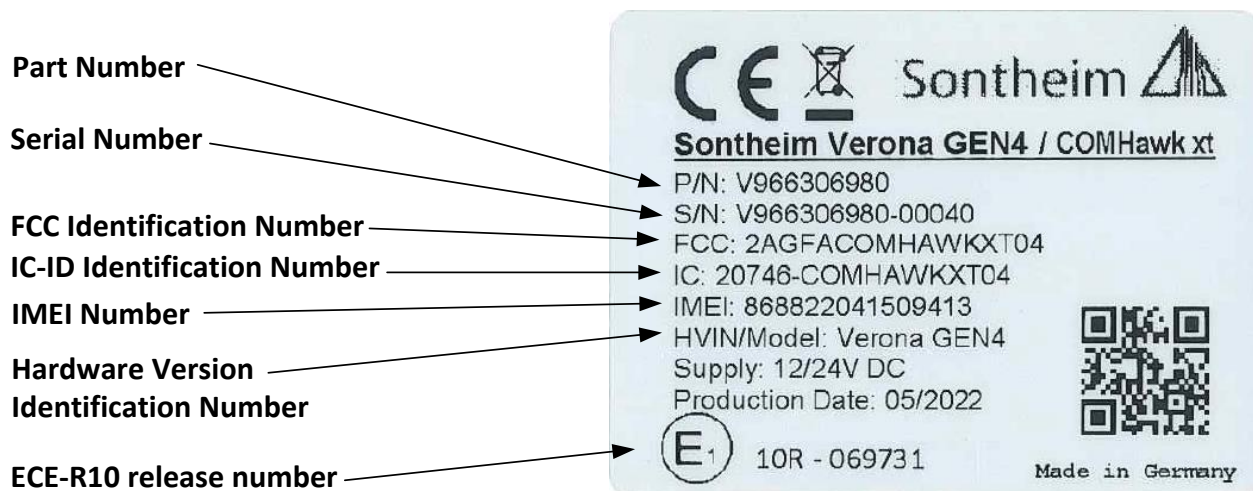 Part Number
Serial Number
FCC Identification Number
IC-ID Identification Number
IMEI Number
Hardware Version
Identification Number
ECE-R10 release number
CE Sontheim
Sontheim Verona GEN4 / COMHawk xt
P/N: V966306980
S/N: V966306980-00040
FCC: 2AGFACOMHAWKXT04
IC: 20746-COMHAWKXT04
IMEI: 868822041509413
HVIN/Model: Verona GEN4
Supply: 12/24V DC
Production Date: 05/2022
E1 10R - 069731
Made in Germany